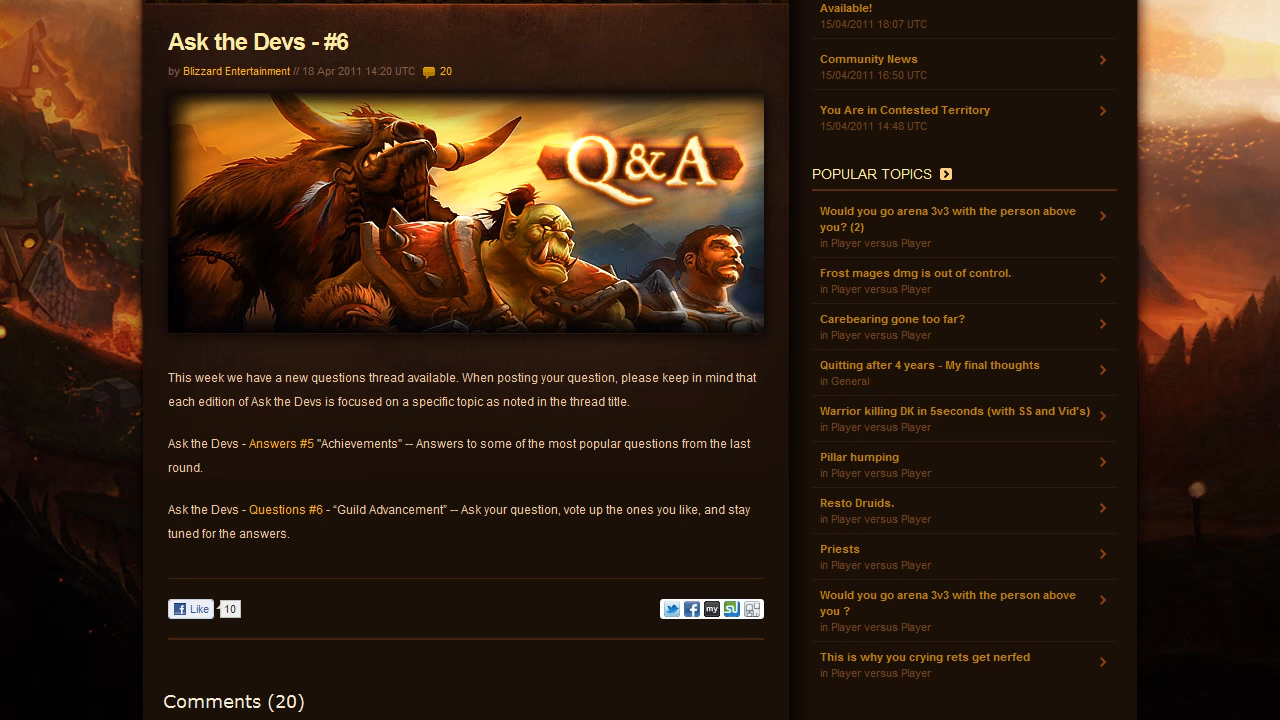 Ask the Devs - #6
by Blizzard Entertainment // 18 Apr 2011 14:20 UTC 20
Q&A
This week we have a new questions thread available. When posting your question, please keep in mind that
each edition of Ask the Devs is focused on a specific topic as noted in the thread title.
Ask the Devs - Answers #5 "Achievements" -- Answers to some of the most popular questions from the last
round.
Ask the Devs - Questions #6 - “Guild Advancement” -- Ask your question, vote up the ones you like, and stay
tuned for the answers.
Like 10
my
Comments (20)
Available!
15/04/2011 18:07 UTC
Community News
15/04/2011 16:50 UTC
You Are in Contested Territory
15/04/2011 14:48 UTC
POPULAR TOPICS
Would you go arena 3v3 with the person above
you? (2)
in Player versus Player
Frost mages dmg is out of control.
in Player versus Player
Carebearing gone too far?
in Player versus Player
Quitting after 4 years - My final thoughts
in General
Warrior killing DK in 5seconds (with SS and Vid's)
in Player versus Player
Pillar humping
in Player versus Player
Resto Druids.
in Player versus Player
Priests
in Player versus Player
Would you go arena 3v3 with the person above
you ?
in Player versus Player
This is why you crying rets get nerfed
in Player versus Player